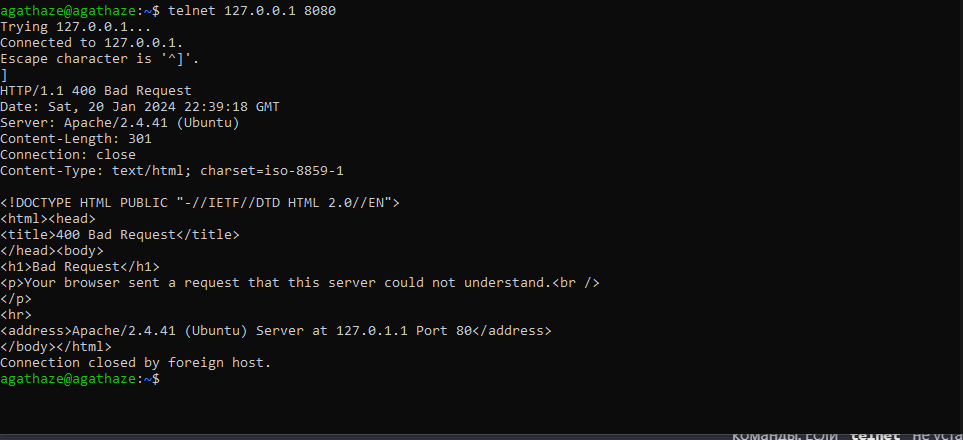 agathaze@agathaze:~$ telnet 127.0.0.1 8080
Trying 127.0.0.1...
Connected to 127.0.0.1.
Escape character is '^]'.
]
HTTP/1.1 400 Bad Request
Date: Sat, 20 Jan 2024 22:39:18 GMT
Server: Apache/2.4.41 (Ubuntu)
Content-Length: 301
Connection: close
Content-Type: text/html; charset=iso-8859-1

<!DOCTYPE HTML PUBLIC "-//IETF//DTD HTML 2.0//EN">
<html><head>
<title>400 Bad Request</title>
</head><body>
<h1>Bad Request</h1>
<p>Your browser sent a request that this server could not understand.<br />
</p>
<hr>
<address>Apache/2.4.41 (Ubuntu) Server at 127.0.1.1 Port 80</address>
</body></html>
Connection closed by foreign host.
agathaze@agathaze:~$
команды. Если telnet не уста